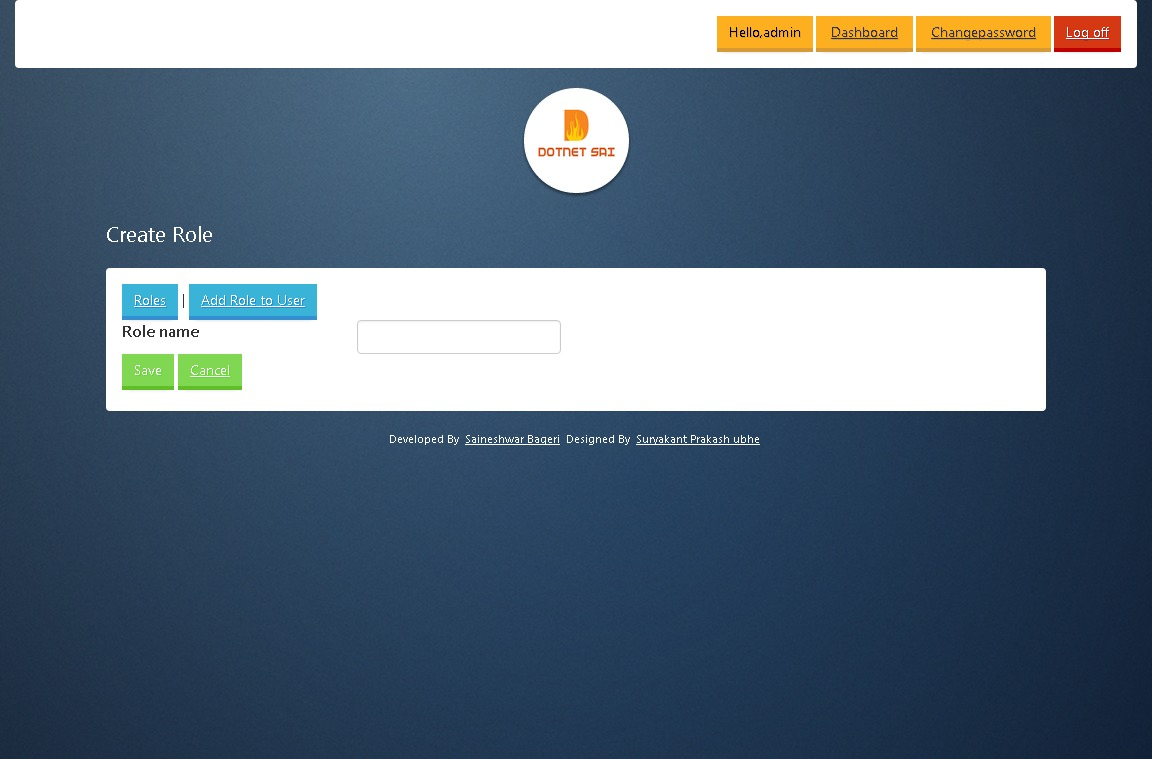 Hello,admin Dashboard Changepassword Log off
DOTNET SAI
Create Role
Roles | Add Role to User
Role name
Save Cancel
Developed By Saineshwar Bageri Designed By Suryakant Prakash ubhe